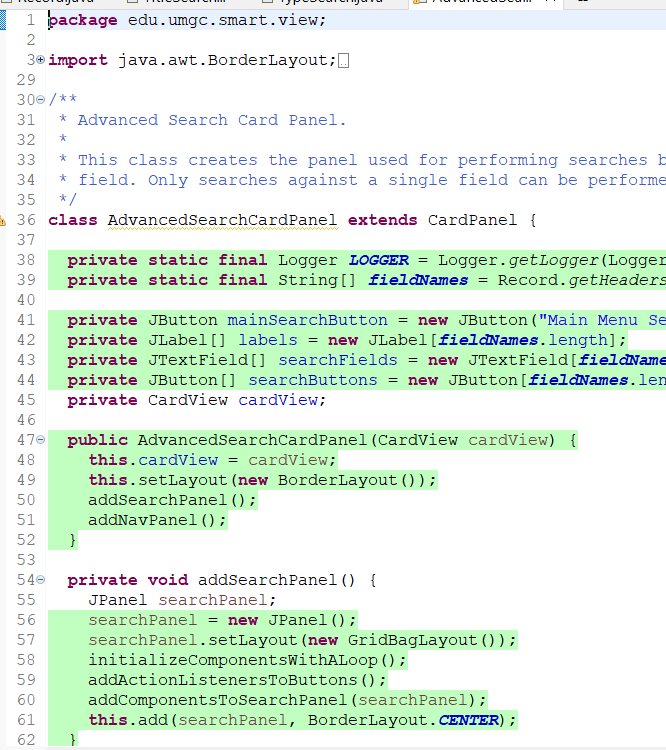 1 package edu.umgc.smart.view;
2
3 import java.awt.BorderLayout;
29
30 /**
31 * Advanced Search Card Panel.
32 *
33 * This class creates the panel used for performing searches b
34 * field. Only searches against a single field can be performe
35 */
36 class AdvancedSearchCardPanel extends CardPanel {
37
38 private static final Logger LOGGER = Logger.getLogger(Logger
39 private static final String[] fieldNames = Record.getHeaders
40
41 private JButton mainSearchButton = new JButton("Main Menu Se
42 private JLabel[] labels = new JLabel[fieldNames.length];
43 private JTextField[] searchFields = new JTextField[fieldName
44 private JButton[] searchButtons = new JButton[fieldNames.len
45 private CardView cardView;
46
47 public AdvancedSearchCardPanel(CardView cardView) {
48 this.cardView = cardView;
49 this.setLayout(new BorderLayout());
50 addSearchPanel();
51 addNavPanel();
52 }
53
54 private void addSearchPanel() {
55 JPanel searchPanel;
56 searchPanel = new JPanel();
57 searchPanel.setLayout(new GridBagLayout());
58 initializeComponentsWithALoop();
59 addActionListenersToButtons();
60 addComponentsToSearchPanel(searchPanel);
61 this.add(searchPanel, BorderLayout.CENTER);
62 }